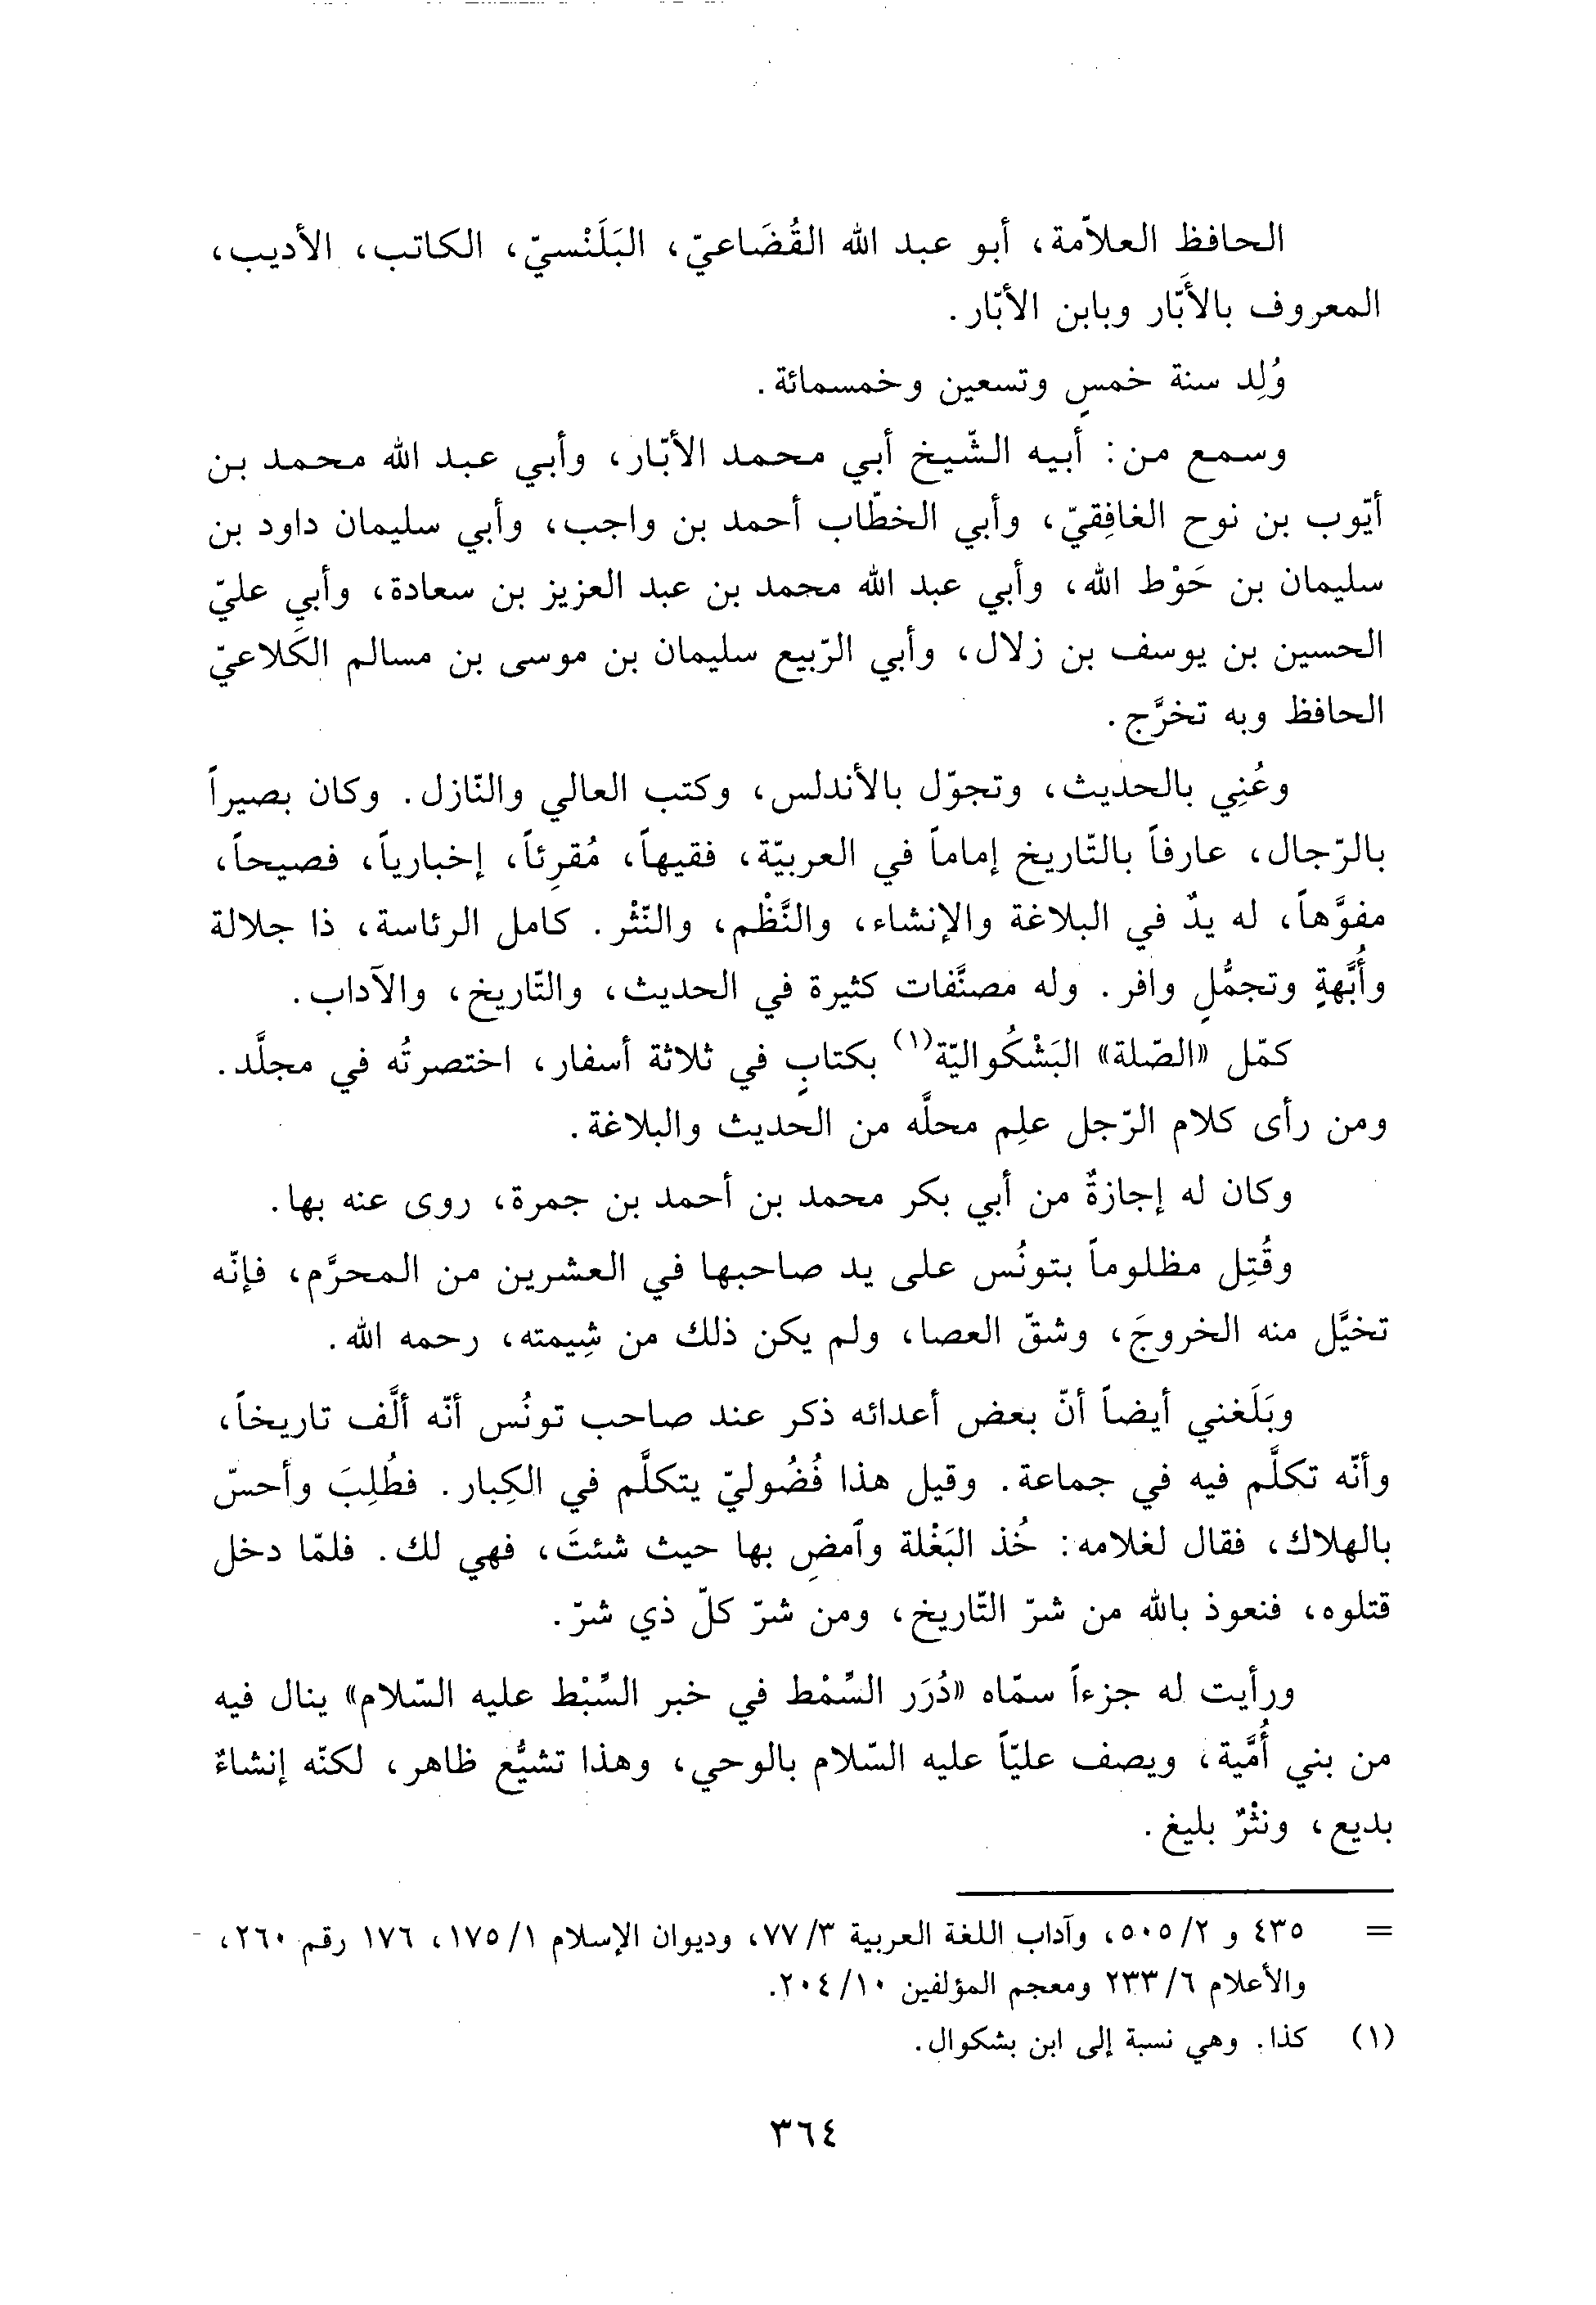 الحافظ العلاّمة، أبو عبد الله القُضَاعيّ، البَلَنْسيّ، الكاتب، الأديب،
المعروف بالأَبّار وبابن الأبّار.
وُلِد سنة خمسٍ وتسعين وخمسمائة.
وسمع من: أبيه الشّيخ أبي محمد الأبّار، وأبي عبد الله محمد بن
أيّوب بن نوح الغافِقيّ، وأبي الخطّاب أحمد بن واجب، وأبي سليمان داود بن
سليمان بن حَوْط الله، وأبي عبد الله محمد بن عبد العزيز بن سعادة، وأبي عليّ
الحسين بن يوسف بن زلال، وأبي الرّبيع سليمان بن موسى بن مسالم الكَلاعيّ
الحافظ وبه تخرَّج.
وعُنِي بالحديث، وتجوّل بالأندلس، وكتب العالي والنّازل. وكان بصيراً
بالرّجال، عارفاً بالتّاريخ إماماً في العربيّة، فقيهاً، مُقرِئاً، إخبارياً، فصيحاً،
مفوَّهاً، له يدٌ في البلاغة والإنشاء، والنَّظْم، والنّثْر. كامل الرئاسة، ذا جلالة
وأُبَّهةٍ وتجمُّلٍ وافر. وله مصنَّفات كثيرة في الحديث، والتّاريخ، والآداب.
كمّل «الصّلة» البَشْكُواليّة(١) بكتابٍ في ثلاثة أسفار، اختصرتُه في مجلَّد.
ومن رأى كلام الرّجل علِم محلَّه من الحديث والبلاغة.
وكان له إجازةٌ من أبي بكر محمد بن أحمد بن جمرة، روى عنه بها.
وقُتِل مظلوماً بتونُس على يد صاحبها في العشرين من المحرَّم، فإنّه
تخيَّل منه الخروجَ، وشقّ العصا، ولم يكن ذلك من شِيمته، رحمه الله.
وبَلَغني أيضاً أنّ بعض أعدائه ذكر عند صاحب تونُس أنّه ألَّف تاريخاً،
وأنّه تكلَّم فيه في جماعة. وقيل هذا فُضُوليّ يتكلَّم في الكِبار. فطُلِبَ وأحسّ
بالهلاك، فقال لغلامه: خُذ البَغْلة وٱمضِ بها حيث شئتَ، فهي لك. فلمّا دخل
قتلوه، فنعوذ بالله من شرّ التّاريخ، ومن شرّ كلّ ذي شرّ.
ورأيت له جزءاً سمّاه «دُرَر السِّمْط في خبر السِّبْط عليه السّلام» ينال فيه
من بني أُمَّية، ويصف عليّاً عليه السّلام بالوحي، وهذا تشيُّع ظاهر، لكنّه إنشاءٌ
بديع، ونثْرٌ بليغ.
= ٤٣٥ و ٢/ ٥٠٥، وآداب اللغة العربية ٣/ ٧٧، وديوان الإسلام ١/ ١٧٥، ١٧٦ رقم ٢٦٠،
والأعلام ٦/ ٢٣٣ ومعجم المؤلفين ١٠/ ٢٠٤.
(١) كذا. وهي نسبة إلى ابن بشكوال.
٣٦٤